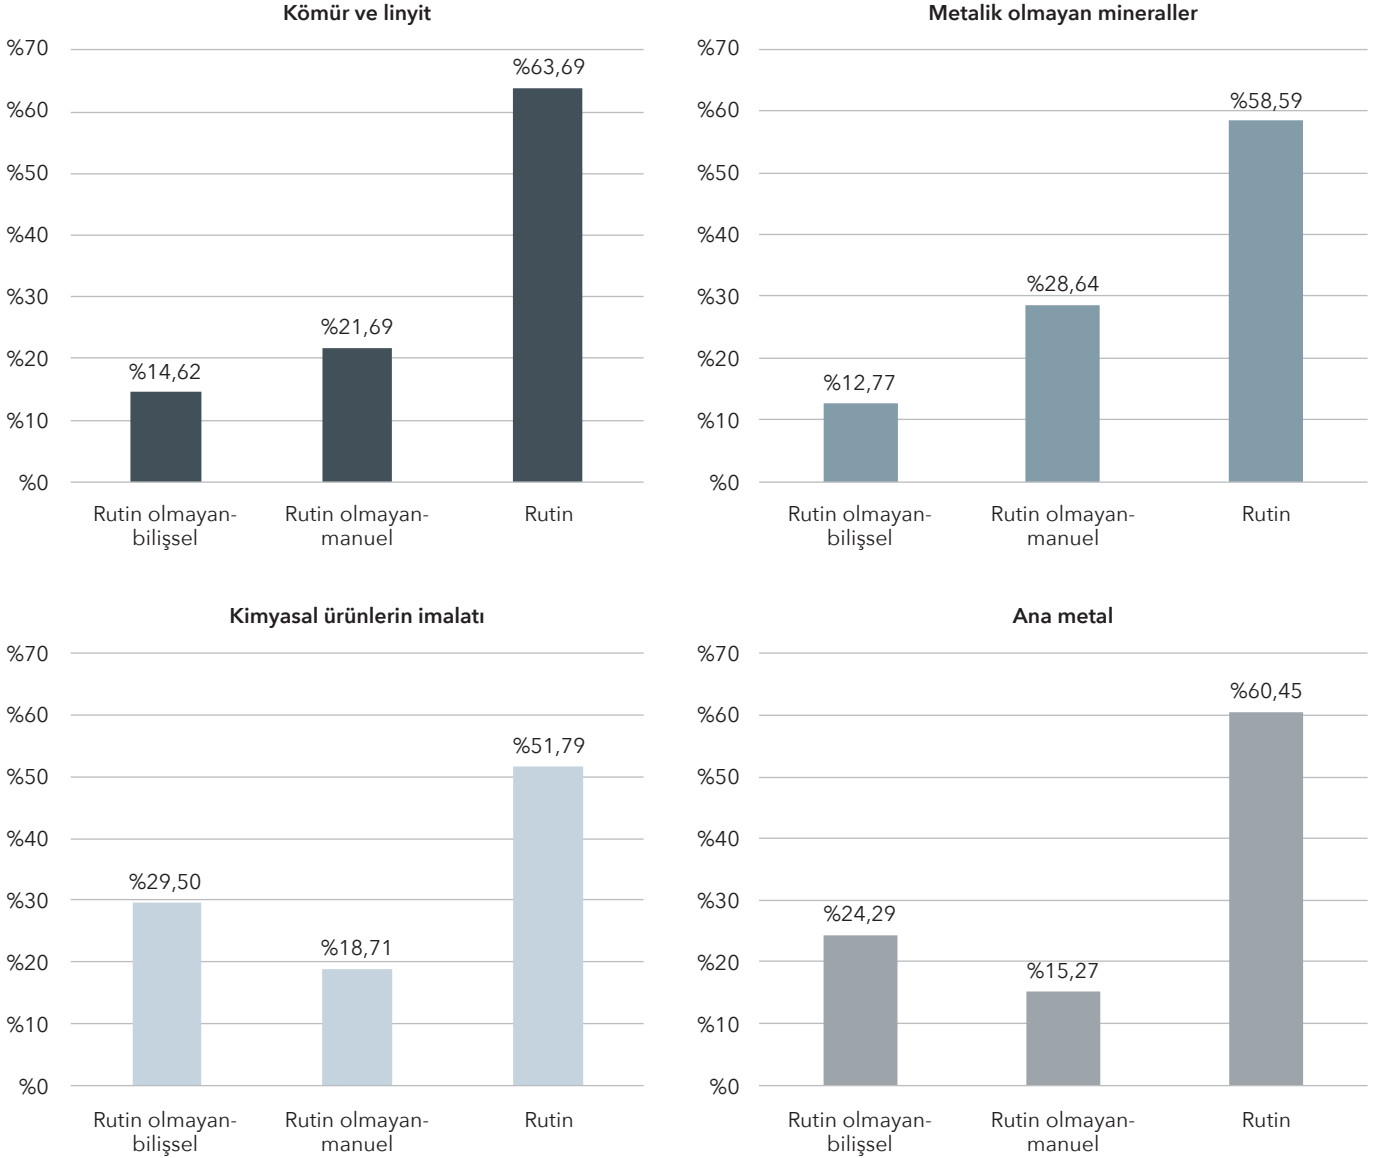 Kömür ve linyit
%70
%60
%50
%40
%30
%20
%10
%0
%14,62
%21,69
%63,69
Rutin olmayan-
bilişsel
Rutin olmayan-
manuel
Rutin
Metalik olmayan mineraller
%70
%60
%50
%40
%30
%20
%10
%0
%12,77
%28,64
%58,59
Rutin olmayan-
bilişsel
Rutin olmayan-
manuel
Rutin
Kimyasal ürünlerin imalatı
%70
%60
%50
%40
%30
%20
%10
%0
%29,50
%18,71
%51,79
Rutin olmayan-
bilişsel
Rutin olmayan-
manuel
Rutin
Ana metal
%70
%60
%50
%40
%30
%20
%10
%0
%24,29
%15,27
%60,45
Rutin olmayan-
bilişsel
Rutin olmayan-
manuel
Rutin